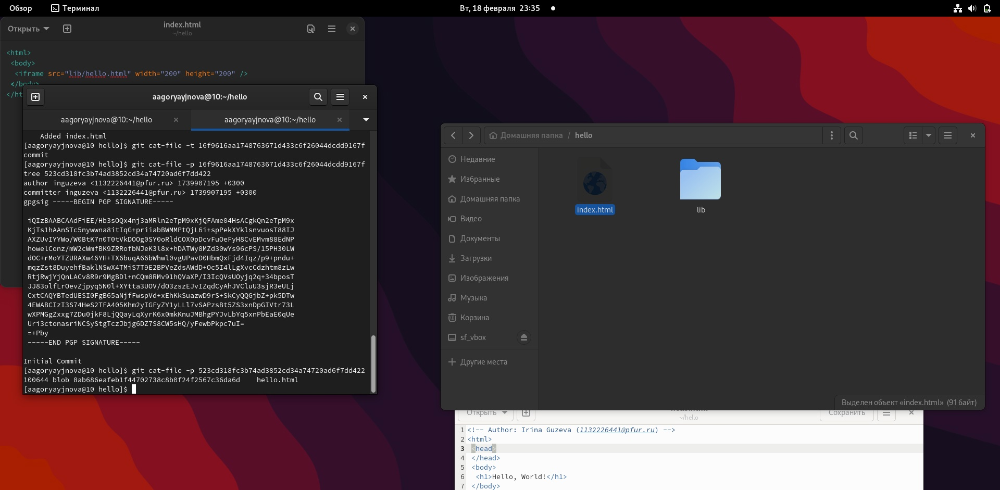 Обзор
Терминал
Вт, 18 февраля 23:35
Открыть
index.html
~/hello
<html>
<body>
<iframe src="lib/hello.html" width="200" height="200" />
</body>
</ht
aagoryayjnova@10:~/hello
aagoryayjnova@10:~/hello
aagoryayjnova@10:~/hello
Added index.html
[aagoryayjnova@10 hello]$ git cat-file -t 16f9616aa1748763671d433c6f26044dcdd9167f
commit
[aagoryayjnova@10 hello]$ git cat-file -p 16f9616aa1748763671d433c6f26044dcdd9167f
tree 523cd318fc3b74ad3852cd34a74720ad6f7dd422
author inguzeva <1132226441@pfur.ru> 1739907195 +0300
committer inguzeva <1132226441@pfur.ru> 1739907195 +0300
gpgsig -----BEGIN PGP SIGNATURE-----
iQIzBAABCAAdFiEE/Hb3sOQx4nj3aMRln2eTpM9xKjQFAme04HsACgkQn2eTpM9x
KjTs1hAAnSTc5nywwna8itIqG+priiabBWMMPtQjL6i+spPekXYklsnvuosT88IJ
AXZUvIYYWo/W0BtK7n0T0tVkDOOg0SY0oRldCOX0pDcvFuOeFyH8CvEMvm88EdNP
howelConz/mW2cWmfBK9ZRRofbNJeK3l8x+hDATWy8MZd30wYs96cPS/15PH30LW
dOC+rMoYTZURAXw46YH+TX6buqA66bWhwl0vgUPavD0HbmQxFjd4Iqz/p9+pndu+
mqzZst8DuyehfBaklNSwX4TMiS7T9E2BPVeZdsAWdD+Oc5I4lLgXvcCdzhtm8zLw
RtjRwjYjQnLACv8R9r9MgBDl+nCQm8RMv91hQVaXP/I3IcQVsUOyjq2q+34bposT
JJ83olfLrOevZjpyq5N0l+XYtta3UOV/dO3zszEJvIZqdCyAhJVCluU3sjR3eULj
CxtCAQYBTedUESI0FgB65aNjfFwspVd+xEhKkSuazwD9rS+SkCyQQGjbZ+pk5DTw
4EWABCIzI3S74HeS2TFA405Khm2yIGFyZY1yLLl7vSAPzsBt5ZS3xnDpGIVtr73L
wXPMGgZxxg7ZDu0jkF8LjQQayLqXyrK6x0mkKnuJMBhgPYJvLbYq5xnPbEaE0qUe
Uri3ctonasriNCSyStgTczJbjg6DZ7S8CW5sHQ/yFewbPkpc7uI=
=+Pby
-----END PGP SIGNATURE-----
Initial Commit
[aagoryayjnova@10 hello]$ git cat-file -p 523cd318fc3b74ad3852cd34a74720ad6f7dd422
100644 blob 8ab686eafeb1f44702738c8b0f24f2567c36da6d hello.html
[aagoryayjnova@10 hello]$
Домашняя папка / hello
Недавние
Избранные
Домашняя папка
Видео
Документы
Загрузки
Изображения
Музыка
Корзина
sf_vbox
Другие места
index.html
lib
Выделен объект «index.html» (91 байт)
Открыть
~/hello
Сохранить
1 <!-- Author: Irina Guzeva (1132226441@pfur.ru) -->
2 <html>
3 <head>
4 </head>
5 <body>
6 <h1>Hello, World!</h1>
7 </body>